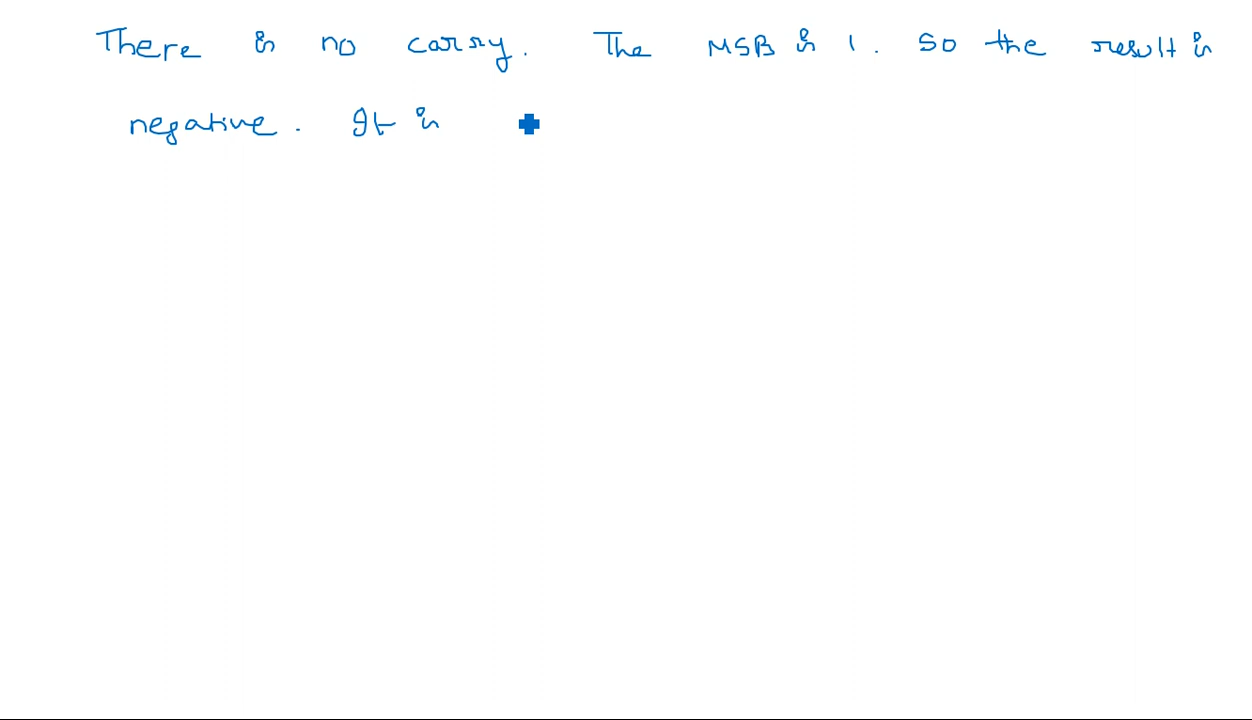 There is no carry. The MSB is 1. So the result is
negative. It is